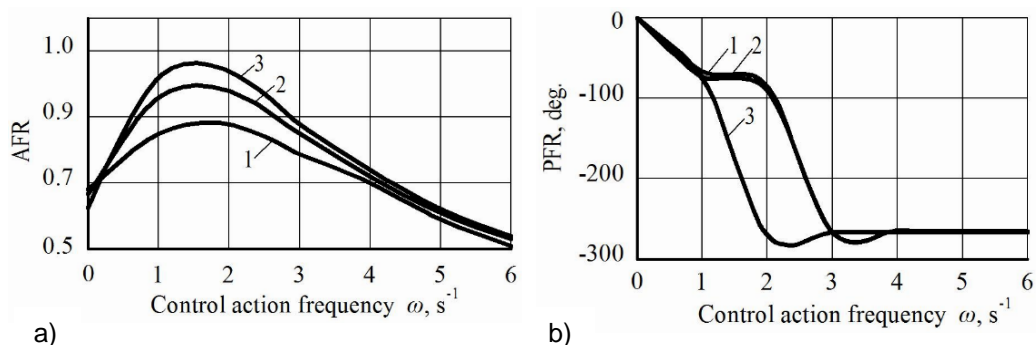 AFR
1.0
0.9
0.7
0.5
3
2
1
0 1 2 3 4 5 6
Control action frequency ω, s⁻¹
a)
PFR, deg.
0
-100
-200
-300
1 2
3
0 1 2 3 4 5 6
Control action frequency ω, s⁻¹
b)